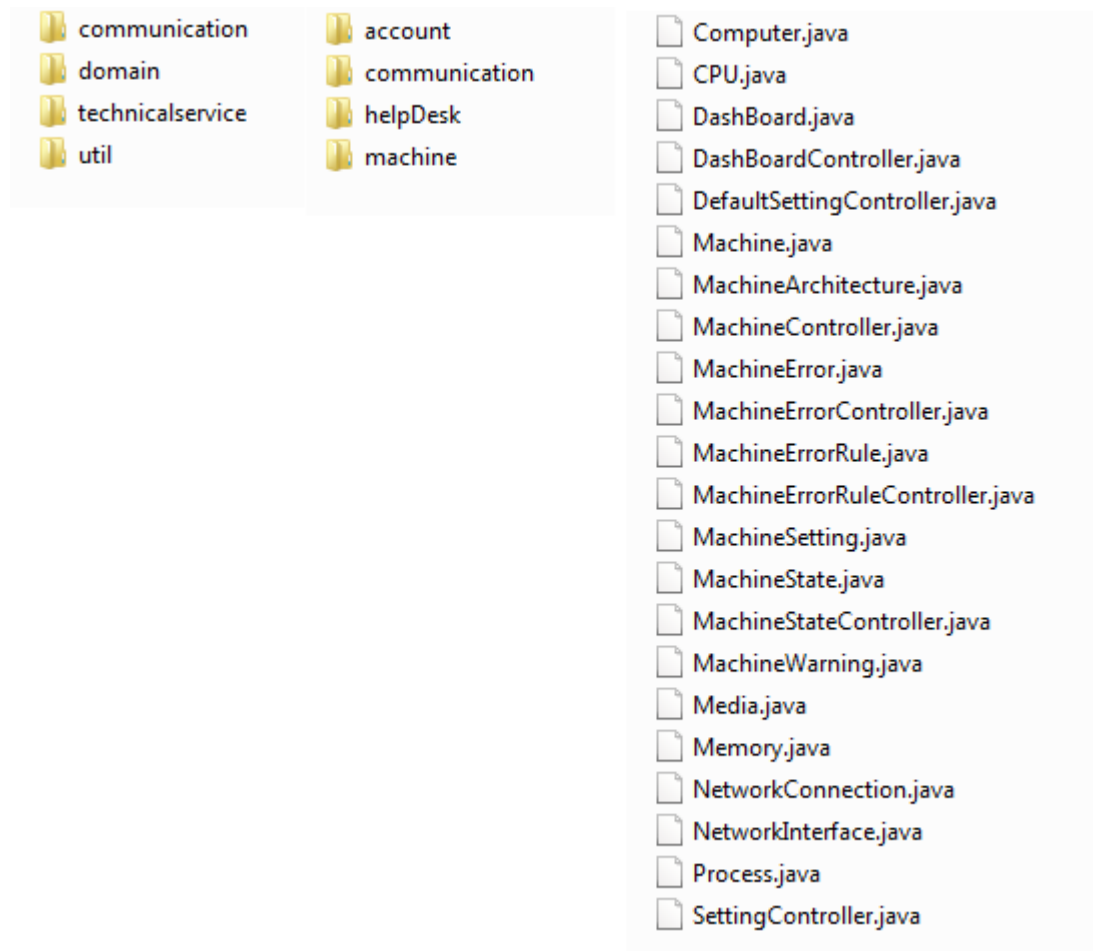 communication
domain
technicalservice
util
account
communication
helpDesk
machine
Computer.java
CPU.java
DashBoard.java
DashBoardController.java
DefaultSettingController.java
Machine.java
MachineArchitecture.java
MachineController.java
MachineError.java
MachineErrorController.java
MachineErrorRule.java
MachineErrorRuleController.java
MachineSetting.java
MachineState.java
MachineStateController.java
MachineWarning.java
Media.java
Memory.java
NetworkConnection.java
NetworkInterface.java
Process.java
SettingController.java